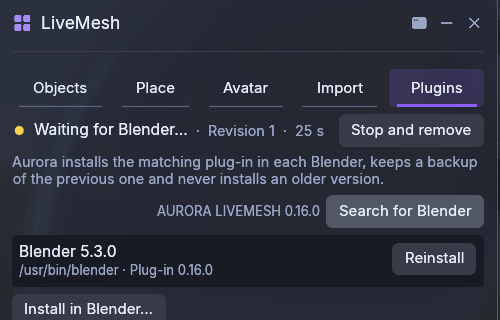 LiveMesh
Objects Place Avatar Import Plugins
Waiting for Blender... · Revision 1 · 25 s Stop and remove
Aurora installs the matching plug-in in each Blender, keeps a backup
of the previous one and never installs an older version.
AURORA LIVEMESH 0.16.0 Search for Blender
Blender 5.3.0
/usr/bin/blender · Plug-in 0.16.0 Reinstall
Install in Blender...